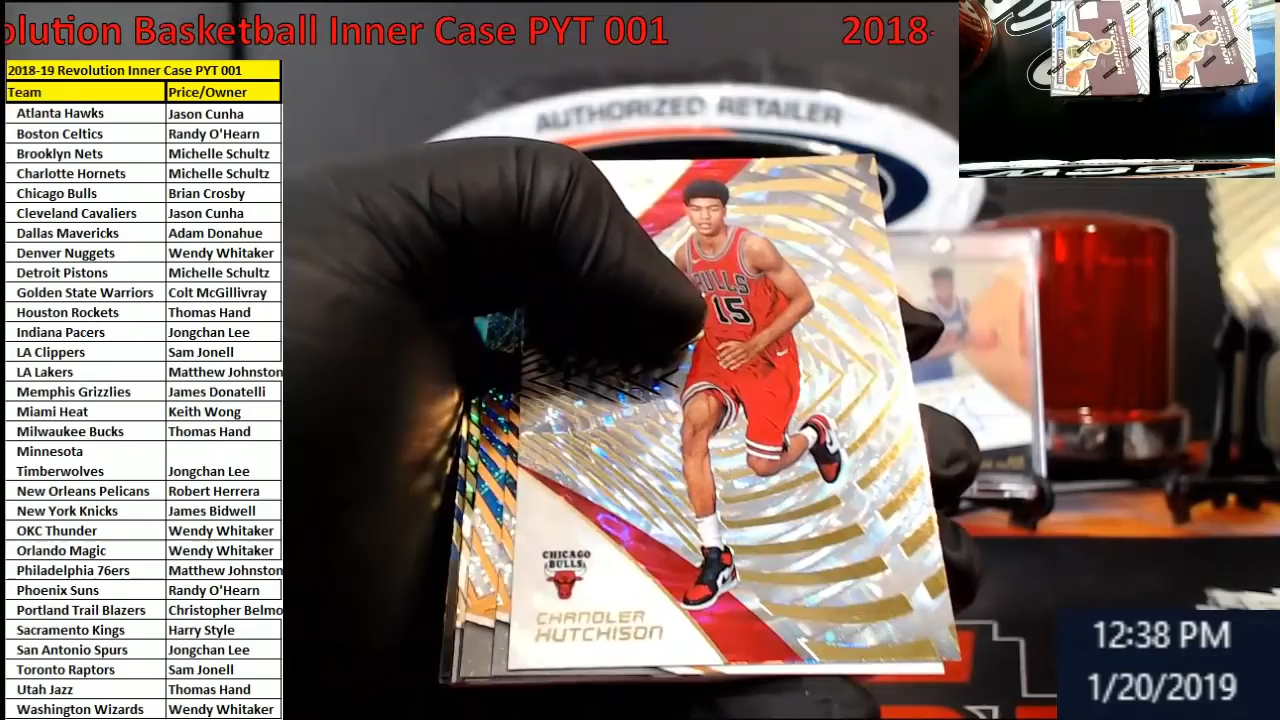 olution Basketball Inner Case PYT 001 2018-
2018-19 Revolution Inner Case PYT 001
Team Price/Owner
Atlanta Hawks Jason Cunha
Boston Celtics Randy O'Hearn
Brooklyn Nets Michelle Schultz
Charlotte Hornets Michelle Schultz
Chicago Bulls Brian Crosby
Cleveland Cavaliers Jason Cunha
Dallas Mavericks Adam Donahue
Denver Nuggets Wendy Whitaker
Detroit Pistons Michelle Schultz
Golden State Warriors Colt McGillivray
Houston Rockets Thomas Hand
Indiana Pacers Jongchan Lee
LA Clippers Sam Jonell
LA Lakers Matthew Johnston
Memphis Grizzlies James Donatelli
Miami Heat Keith Wong
Milwaukee Bucks Thomas Hand
Minnesota
Timberwolves Jongchan Lee
New Orleans Pelicans Robert Herrera
New York Knicks James Bidwell
OKC Thunder Wendy Whitaker
Orlando Magic Wendy Whitaker
Philadelphia 76ers Matthew Johnston
Phoenix Suns Randy O'Hearn
Portland Trail Blazers Christopher Belmo
Sacramento Kings Harry Style
San Antonio Spurs Jongchan Lee
Toronto Raptors Sam Jonell
Utah Jazz Thomas Hand
Washington Wizards Wendy Whitaker
AUTHORIZED RETAILER
BULLS
15
CHICAGO
BULLS
CHANDLER
HUTCHISON
12:38 PM
1/20/2019